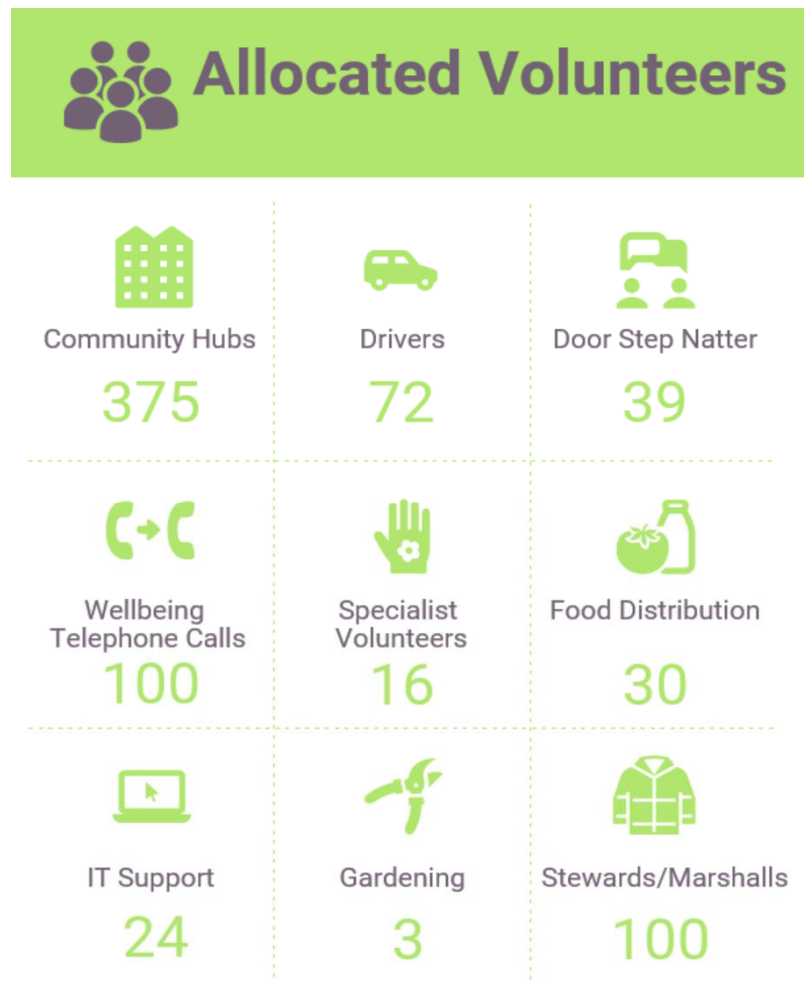 Allocated Volunteers
Community Hubs
375
Drivers
72
Door Step Natter
39
Wellbeing
Telephone Calls
100
Specialist
Volunteers
16
Food Distribution
30
IT Support
24
Gardening
3
Stewards/Marshalls
100